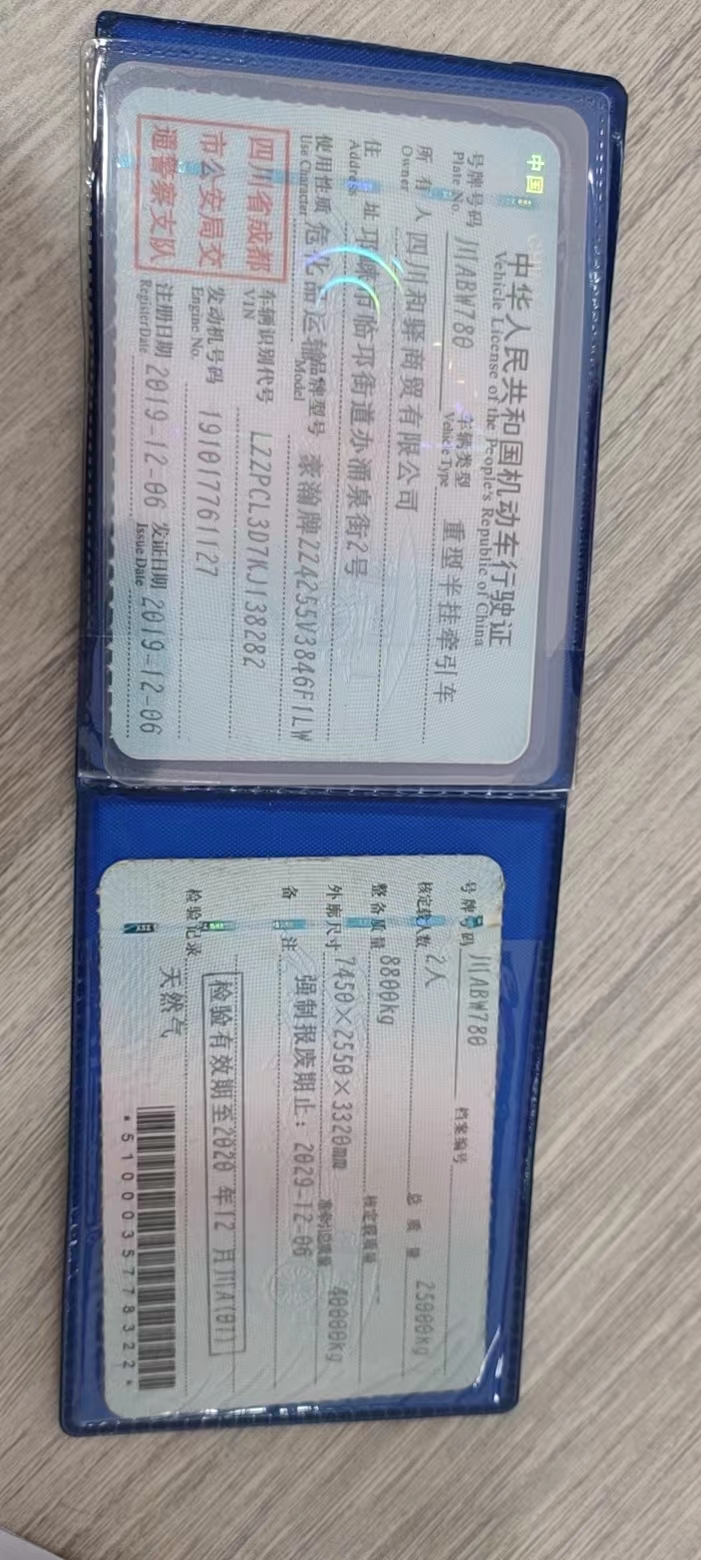 中国
中华人民共和国机动车行驶证
Vehicle License of the People's Republic of China
号牌号码 川ABW780 车辆类型 重型半挂牵引车
Plate No. Vehicle Type
所有人 四川和驿商贸有限公司
Owner
住址 邛崃市临邛街道办涌泉街2号
Address
使用性质 危化品运输 品牌型号 豪瀚牌ZZ4255V3846F1LW
Use Character Model
四川省成都
市公安局交
通警察支队
车辆识别代号 LZZPCL3D7KJ138282
VIN
发动机号码 191017761127
Engine No.
注册日期 2019-12-06 发证日期 2019-12-06
Register Date Issue Date
号牌号码 川ABW780 档案编号
核定载人数 2人 总质量 25000kg
整备质量 8800kg 核定载质量 --
外廓尺寸 7450×2550×3320mm 准牵引总质量 40000kg
备注 强制报废期止：2029-12-06
检验有效期至2020年12月川A(01)
检验记录 天然气
*5100035778322*